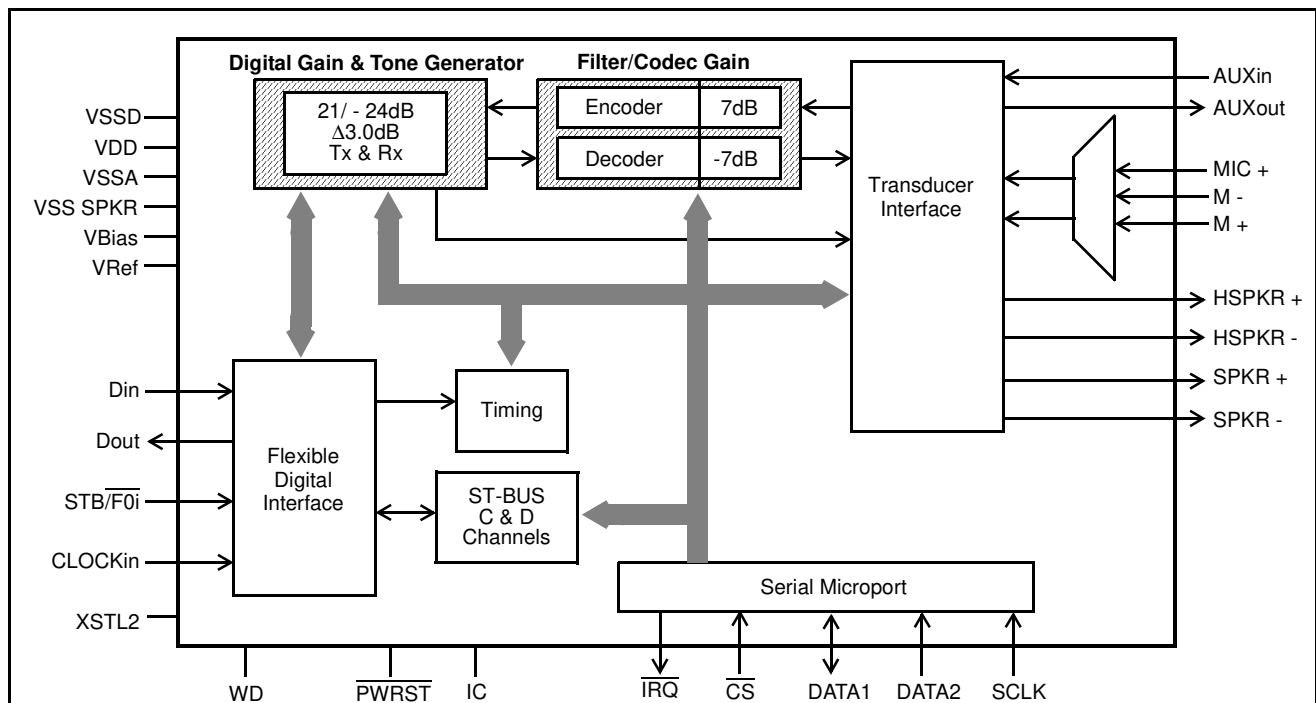 Digital Gain & Tone Generator
Filter/Codec Gain
21/ - 24dB
Δ3.0dB
Tx & Rx
Encoder
7dB
Decoder
-7dB
Transducer
Interface
VSSD
VDD
VSSA
VSS SPKR
VBias
VRef
AUXin
AUXout
MIC +
M -
M +
HSPKR +
HSPKR -
SPKR +
SPKR -
Din
Dout
STB/F0i
CLOCKin
XSTL2
Flexible
Digital
Interface
Timing
ST-BUS
C & D
Channels
Serial Microport
WD
PWRST
IC
IRQ
CS
DATA1
DATA2
SCLK